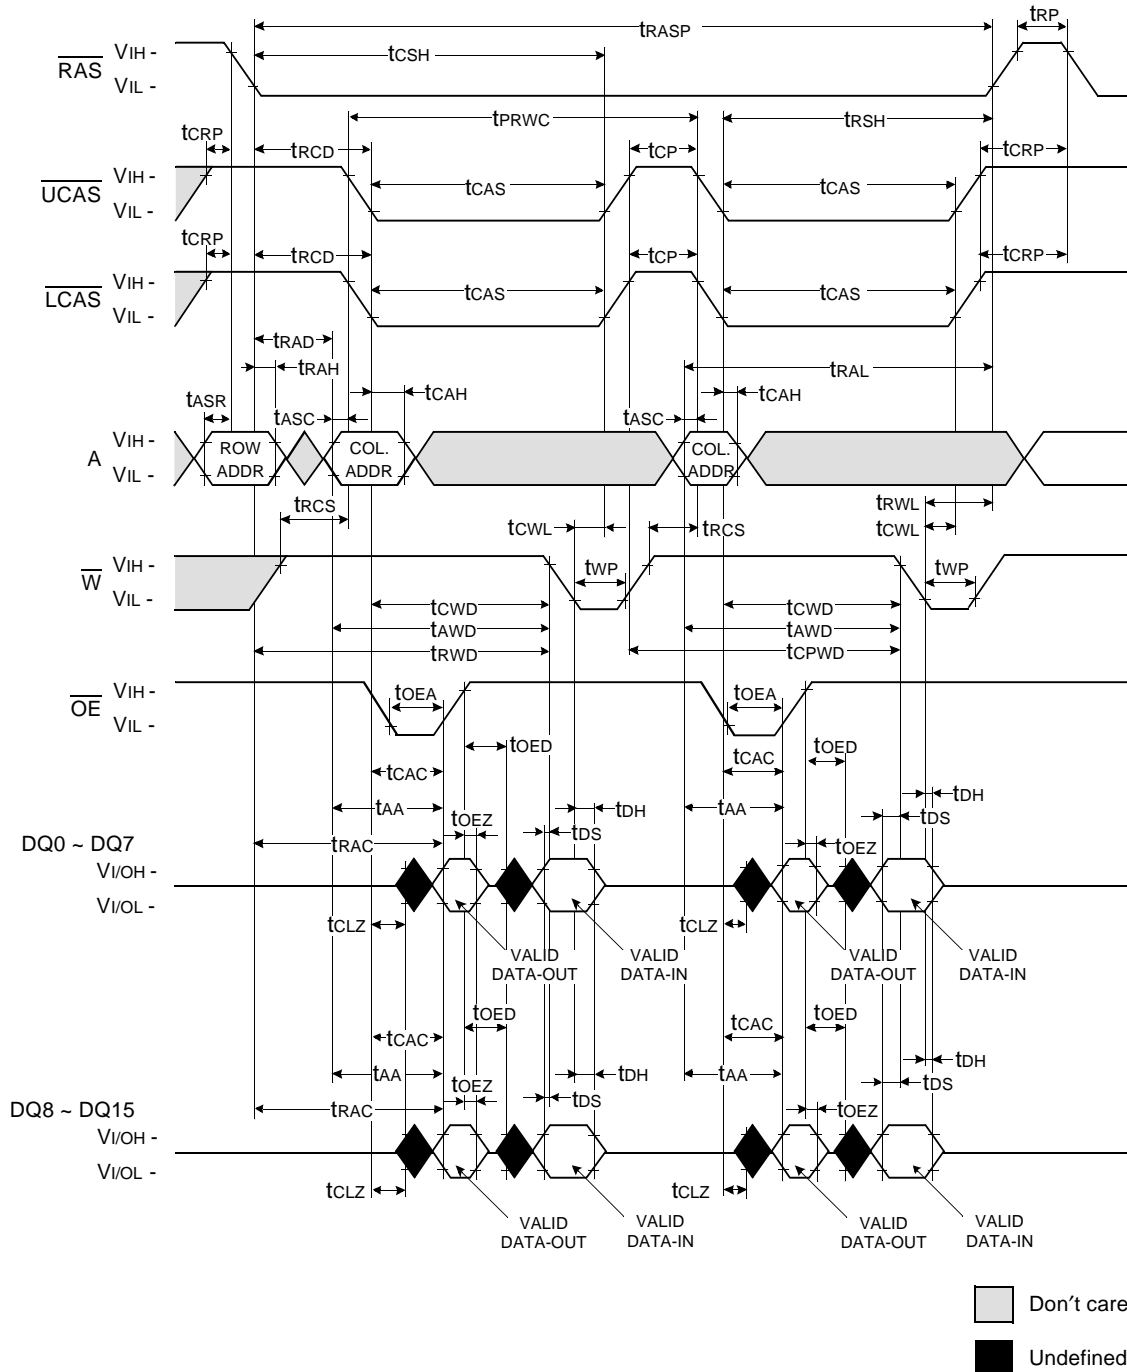 tRASP
tRP
tCSH
RAS
VIH -
VIL -
tPRWC
tRSH
tCRP
tRCD
tCP
tCRP
UCAS
VIH -
VIL -
tCAS
tCAS
tCRP
tRCD
tCP
tCRP
LCAS
VIH -
VIL -
tCAS
tCAS
tRAD
tRAH
tRAL
tASR
tASC
tCAH
tASC
tCAH
A
VIH -
VIL -
ROW
ADDR
COL.
ADDR
COL.
ADDR
tRCS
tCWL
tRCS
tRWL
tCWL
W
VIH -
VIL -
tWP
tWP
tCWD
tCWD
tAWD
tAWD
tRWD
tCPWD
OE
VIH -
VIL -
tOEA
tOEA
tOED
tOED
tCAC
tCAC
tAA
tDH
tAA
tDH
tOEZ
tDS
tDS
tRAC
tOEZ
DQ0 ~ DQ7
VI/OH -
VI/OL -
tCLZ
tCLZ
VALID
DATA-OUT
VALID
DATA-IN
VALID
DATA-OUT
VALID
DATA-IN
tOED
tOED
tCAC
tCAC
tAA
tDH
tAA
tDH
tOEZ
tDS
tDS
tRAC
tOEZ
DQ8 ~ DQ15
VI/OH -
VI/OL -
tCLZ
tCLZ
VALID
DATA-OUT
VALID
DATA-IN
VALID
DATA-OUT
VALID
DATA-IN
Don′t care
Undefined